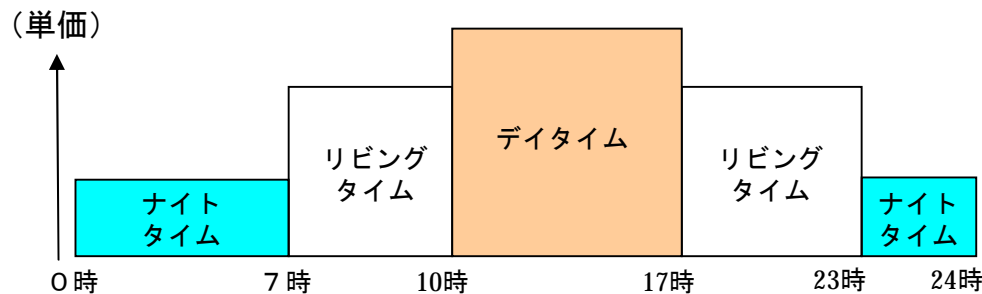 （単価）
ナイト
タイム
リビング
タイム
デイタイム
リビング
タイム
ナイト
タイム
０時
７時
10時
17時
23時
24時